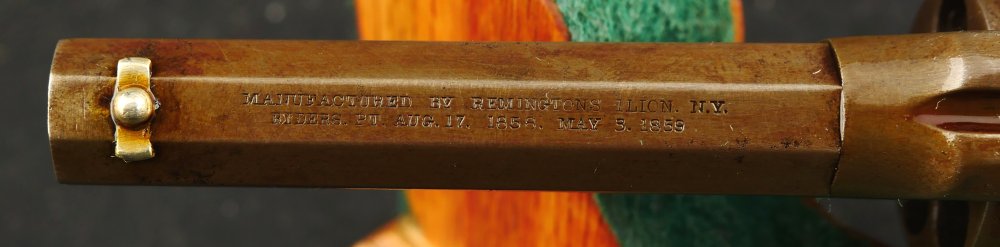 MANUFACTURED BY REMINGTONS ILION. N.Y.
RIDERS. PT. AUG. 17. 1858. MAY 3. 1859